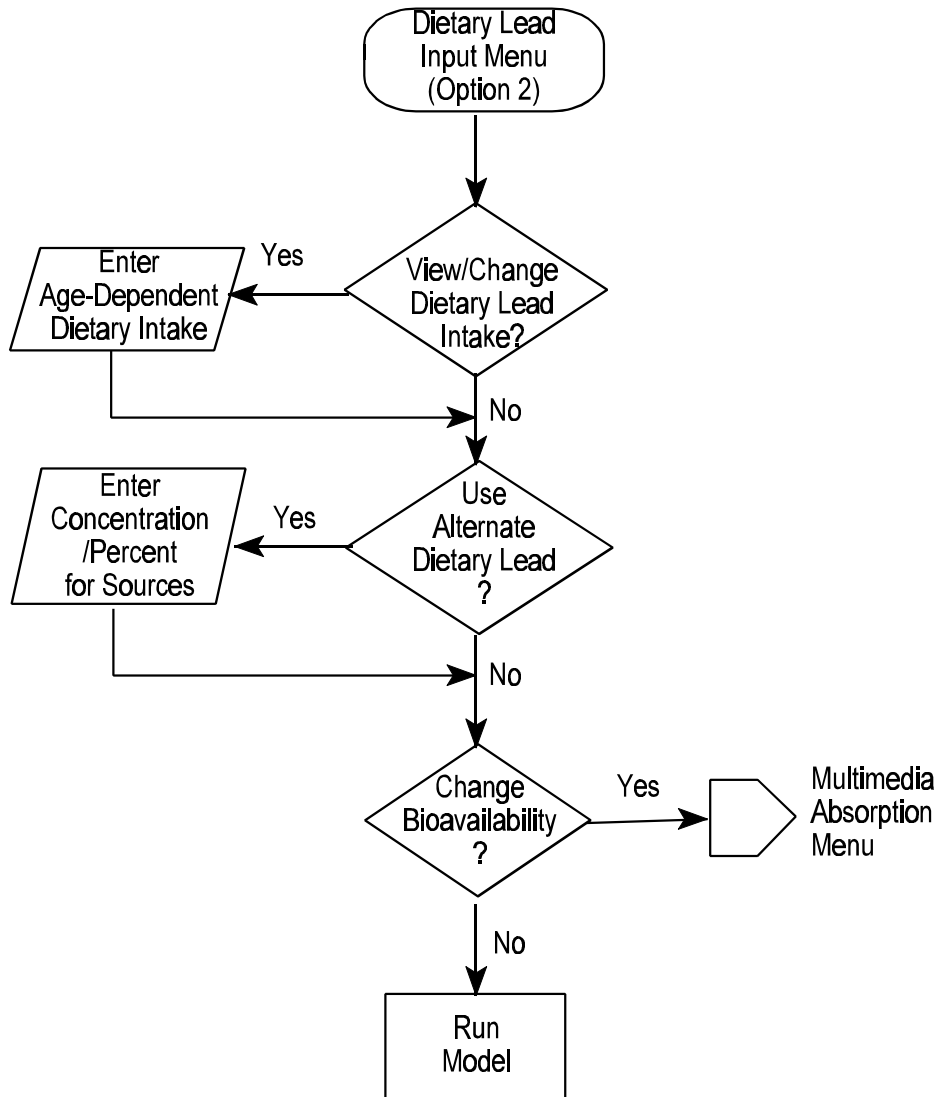 Dietary Lead
Input Menu
(Option 2)
Yes
Enter
Age-Dependent
Dietary Intake
View/Change
Dietary Lead
Intake?
No
Enter
Concentration
/Percent
for Sources
Yes
Use
Alternate
Dietary Lead
?
No
Change
Bioavailability
?
Yes
Multimedia
Absorption
Menu
No
Run
Model